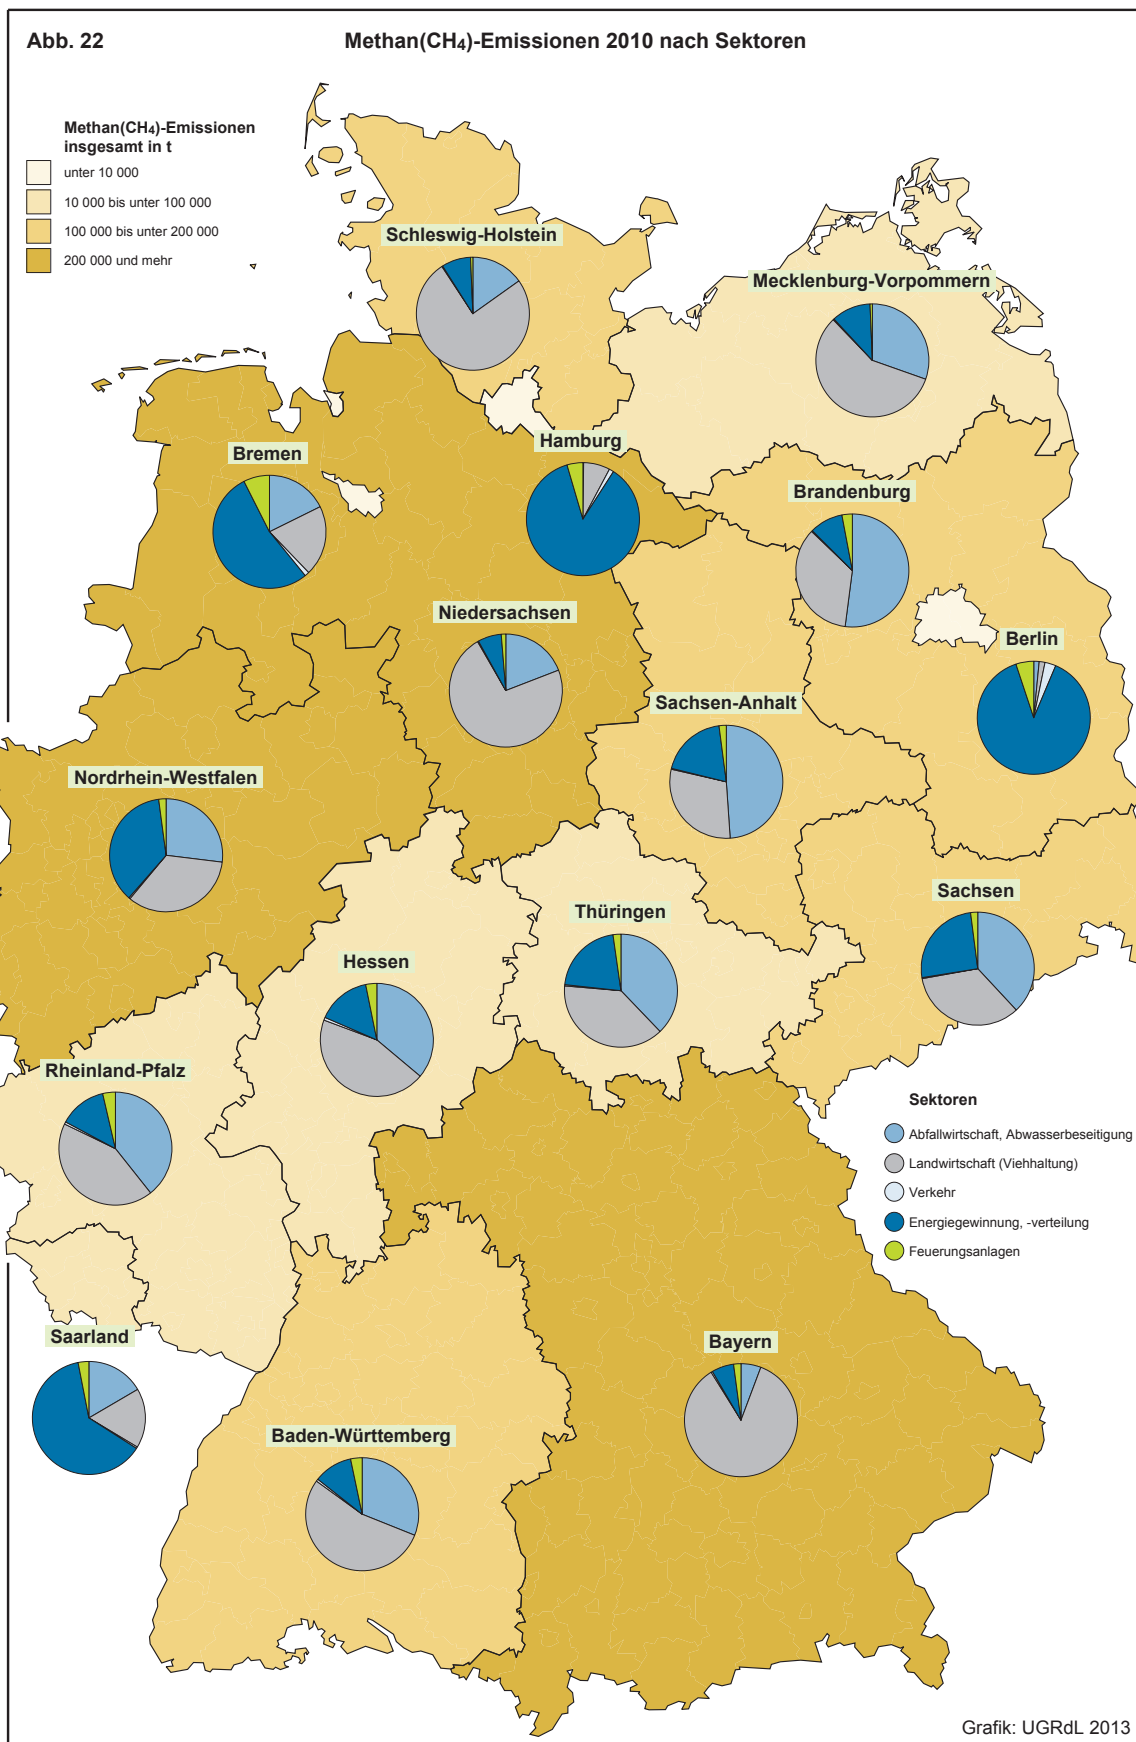 Abb. 22
Methan(CH4)-Emissionen 2010 nach Sektoren
Methan(CH4)-Emissionen
insgesamt in t
unter 10 000
10 000 bis unter 100 000
100 000 bis unter 200 000
200 000 und mehr
Schleswig-Holstein
Mecklenburg-Vorpommern
Hamburg
Bremen
Brandenburg
Niedersachsen
Berlin
Sachsen-Anhalt
Nordrhein-Westfalen
Sachsen
Thüringen
Hessen
Rheinland-Pfalz
Sektoren
Abfallwirtschaft, Abwasserbeseitigung
Landwirtschaft (Viehhaltung)
Verkehr
Energiegewinnung, -verteilung
Feuerungsanlagen
Saarland
Bayern
Baden-Württemberg
Grafik: UGRdL 2013